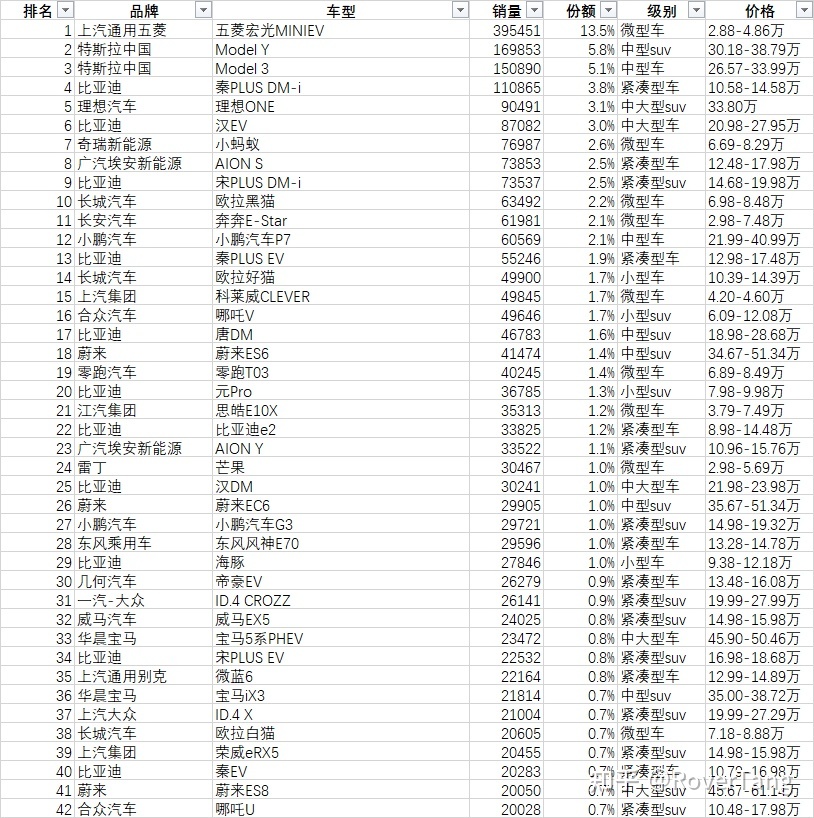 排名 品牌 车型 销量 份额 级别 价格
1 上汽通用五菱 五菱宏光MINIEV 395451 13.5% 微型车 2.88-4.86万
2 特斯拉中国 Model Y 169853 5.8% 中型suv 30.18-38.79万
3 特斯拉中国 Model 3 150890 5.1% 中型车 26.57-33.99万
4 比亚迪 秦PLUS DM-i 110865 3.8% 紧凑型车 10.58-14.58万
5 理想汽车 理想ONE 90491 3.1% 中大型suv 33.80万
6 比亚迪 汉EV 87082 3.0% 中大型车 20.98-27.95万
7 奇瑞新能源 小蚂蚁 76987 2.6% 微型车 6.69-8.29万
8 广汽埃安新能源 AION S 73853 2.5% 紧凑型车 12.48-17.98万
9 比亚迪 宋PLUS DM-i 73537 2.5% 紧凑型suv 14.68-19.98万
10 长城汽车 欧拉黑猫 63492 2.2% 微型车 6.98-8.48万
11 长安汽车 奔奔E-Star 61981 2.1% 微型车 2.98-7.48万
12 小鹏汽车 小鹏汽车P7 60569 2.1% 中型车 21.99-40.99万
13 比亚迪 秦PLUS EV 55246 1.9% 紧凑型车 12.98-17.48万
14 长城汽车 欧拉好猫 49900 1.7% 小型车 10.39-14.39万
15 上汽集团 科莱威CLEVER 49845 1.7% 微型车 4.20-4.60万
16 合众汽车 哪吒V 49646 1.7% 小型suv 6.09-12.08万
17 比亚迪 唐DM 46783 1.6% 中型suv 18.98-28.68万
18 蔚来 蔚来ES6 41474 1.4% 中型suv 34.67-51.34万
19 零跑汽车 零跑T03 40245 1.4% 微型车 6.89-8.49万
20 比亚迪 元Pro 36785 1.3% 小型suv 7.98-9.98万
21 江汽集团 思皓E10X 35313 1.2% 微型车 3.79-7.49万
22 比亚迪 比亚迪e2 33825 1.2% 紧凑型车 8.98-14.48万
23 广汽埃安新能源 AION Y 33522 1.1% 紧凑型suv 10.96-15.76万
24 雷丁 芒果 30467 1.0% 微型车 2.98-5.69万
25 比亚迪 汉DM 30241 1.0% 中大型车 21.98-23.98万
26 蔚来 蔚来EC6 29905 1.0% 中型suv 35.67-51.34万
27 小鹏汽车 小鹏汽车G3 29721 1.0% 紧凑型suv 14.98-19.32万
28 东风乘用车 东风风神E70 29596 1.0% 紧凑型车 13.28-14.78万
29 比亚迪 海豚 27846 1.0% 小型车 9.38-12.18万
30 几何汽车 帝豪EV 26279 0.9% 紧凑型车 13.48-16.08万
31 一汽-大众 ID.4 CROZZ 26141 0.9% 紧凑型suv 19.99-27.99万
32 威马汽车 威马EX5 24025 0.8% 紧凑型suv 14.98-15.98万
33 华晨宝马 宝马5系PHEV 23472 0.8% 中大型车 45.90-50.46万
34 比亚迪 宋PLUS EV 22532 0.8% 紧凑型suv 16.98-18.68万
35 上汽通用别克 微蓝6 22164 0.8% 紧凑型车 12.99-14.89万
36 华晨宝马 宝马iX3 21814 0.7% 中型suv 35.00-38.72万
37 上汽大众 ID.4 X 21004 0.7% 紧凑型suv 19.99-27.29万
38 长城汽车 欧拉白猫 20605 0.7% 微型车 7.18-8.88万
39 上汽集团 荣威eRX5 20455 0.7% 紧凑型suv 14.98-15.98万
40 比亚迪 秦EV 20283 0.7% 紧凑型车 10.79-16.98万
41 蔚来 蔚来ES8 20050 0.7% 中大型suv 45.67-61.14万
42 合众汽车 哪吒U 20028 0.7% 紧凑型suv 10.48-17.98万
知乎 @RoverTang